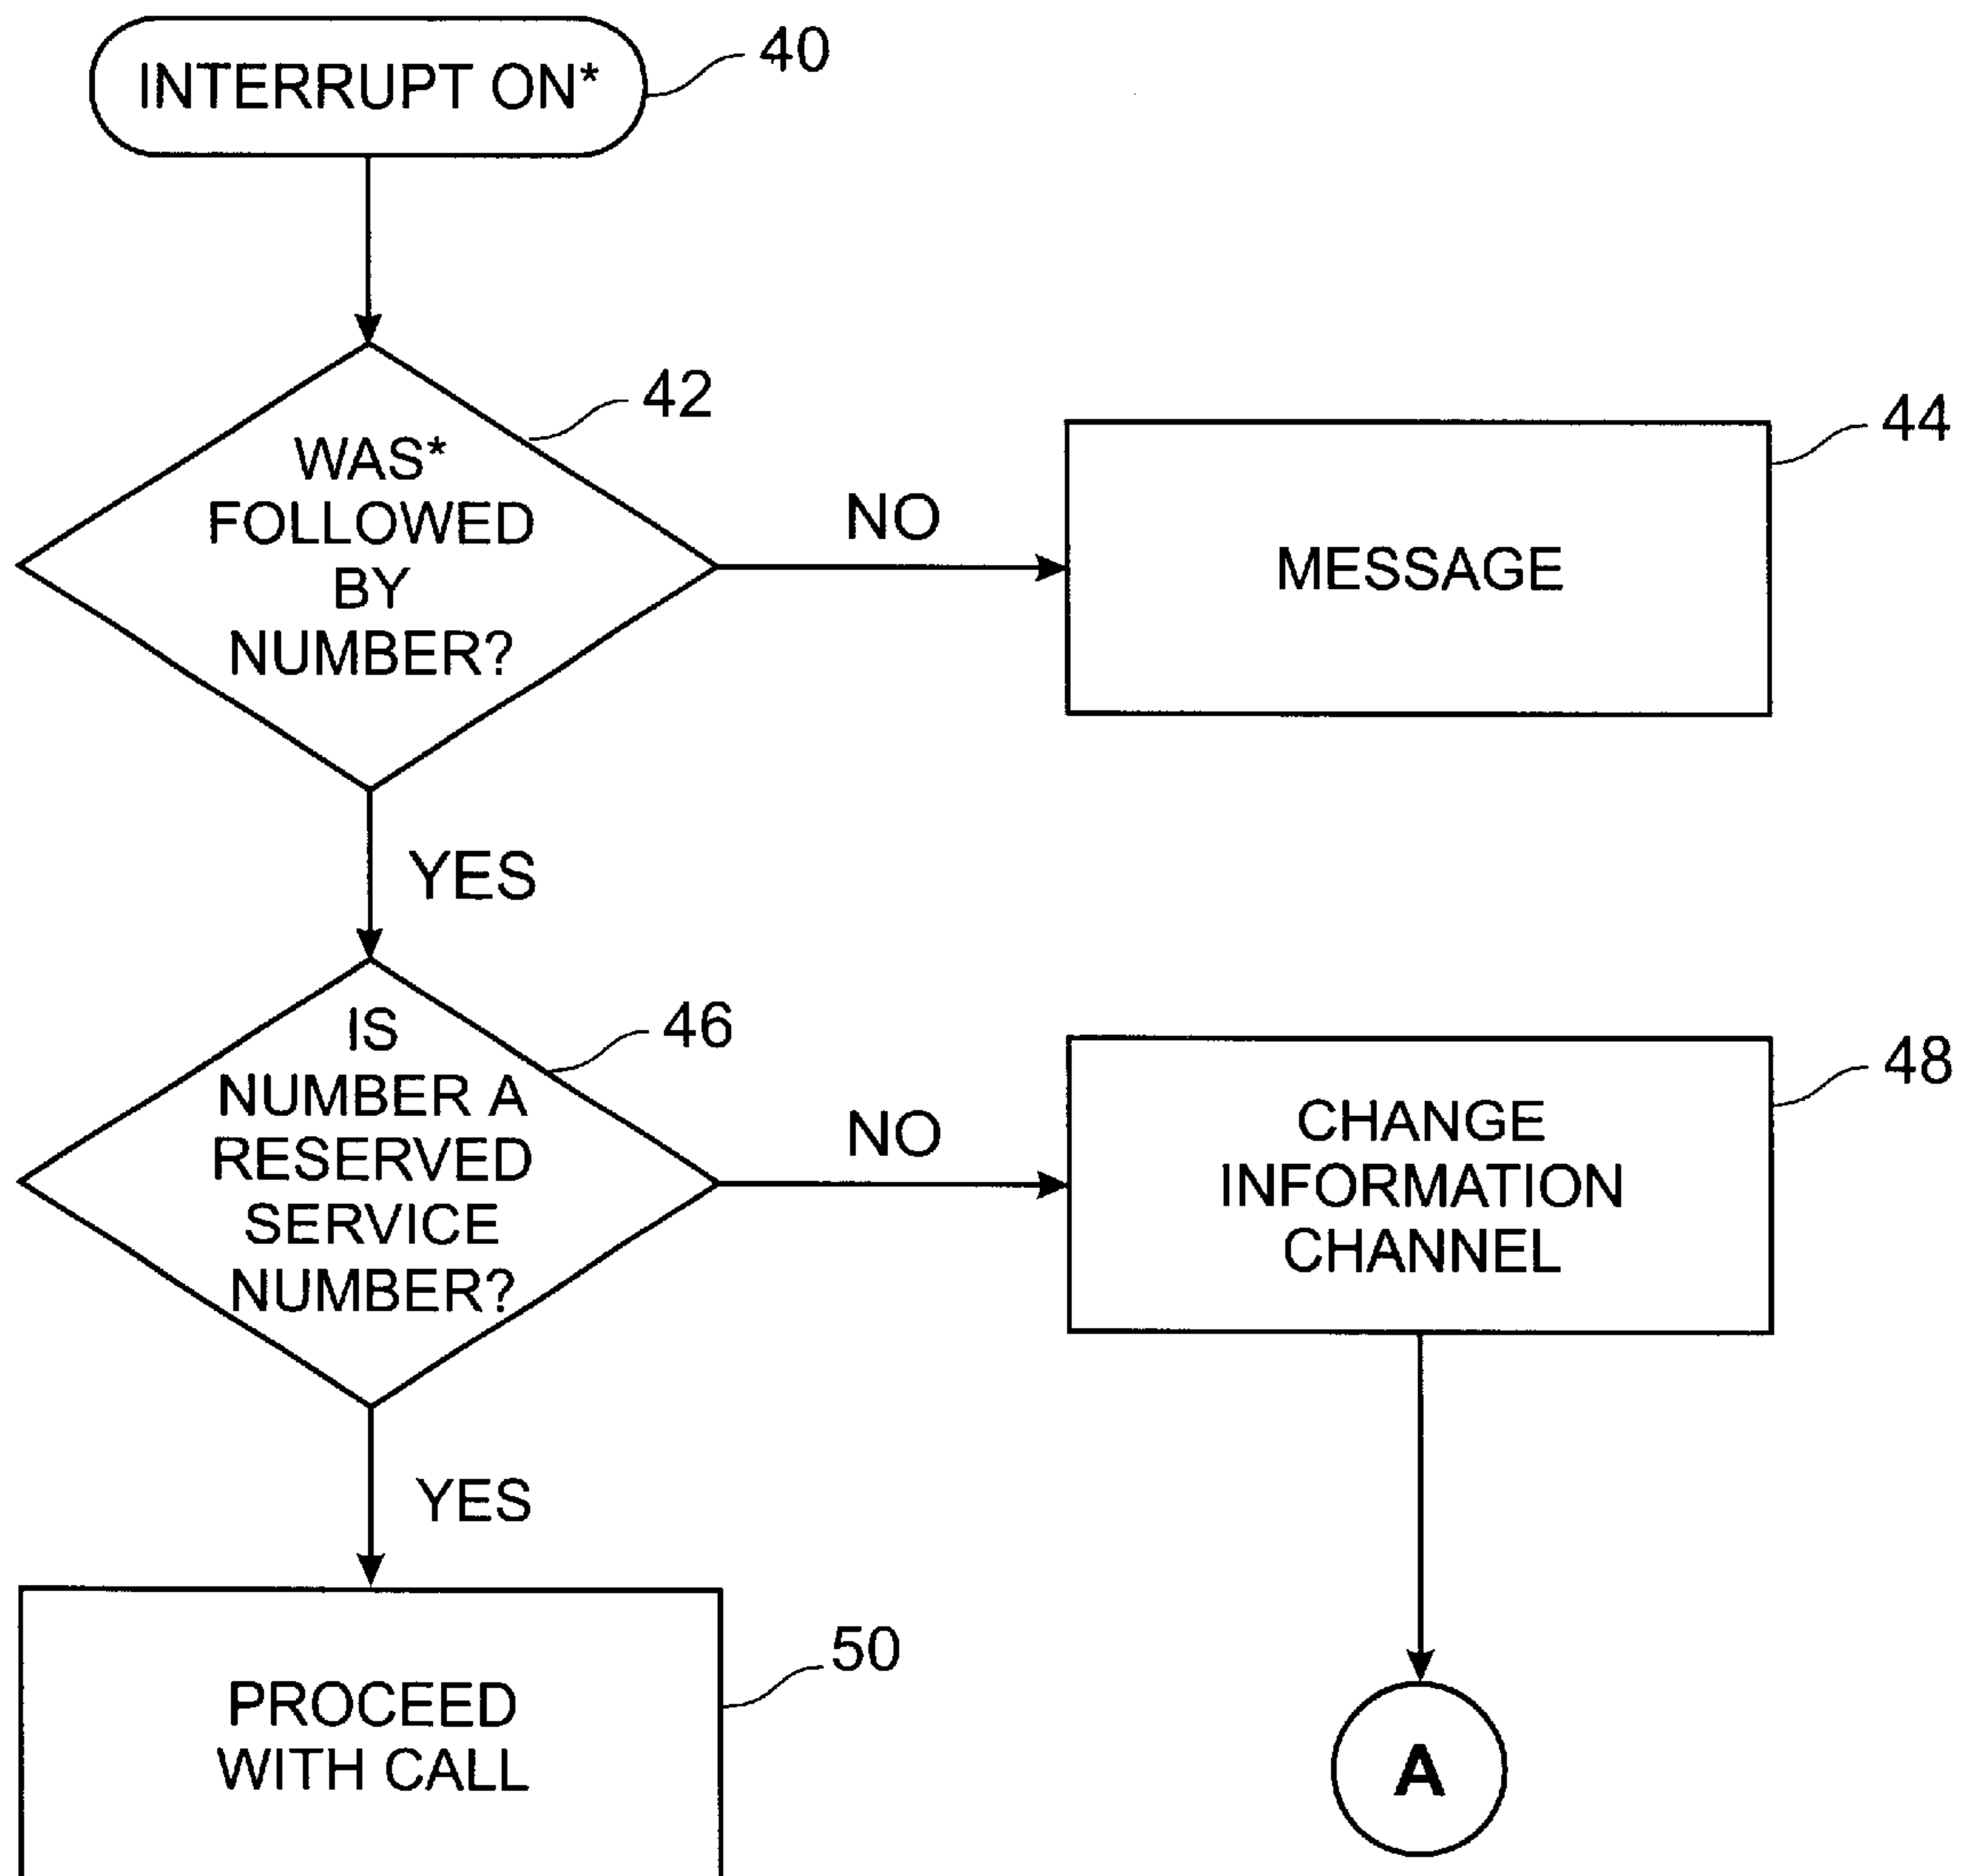 INTERRUPT ON*
40
42
WAS*
FOLLOWED
BY
NUMBER?
NO
44
MESSAGE
YES
46
IS
NUMBER A
RESERVED
SERVICE
NUMBER?
NO
48
CHANGE
INFORMATION
CHANNEL
YES
50
PROCEED
WITH CALL
A